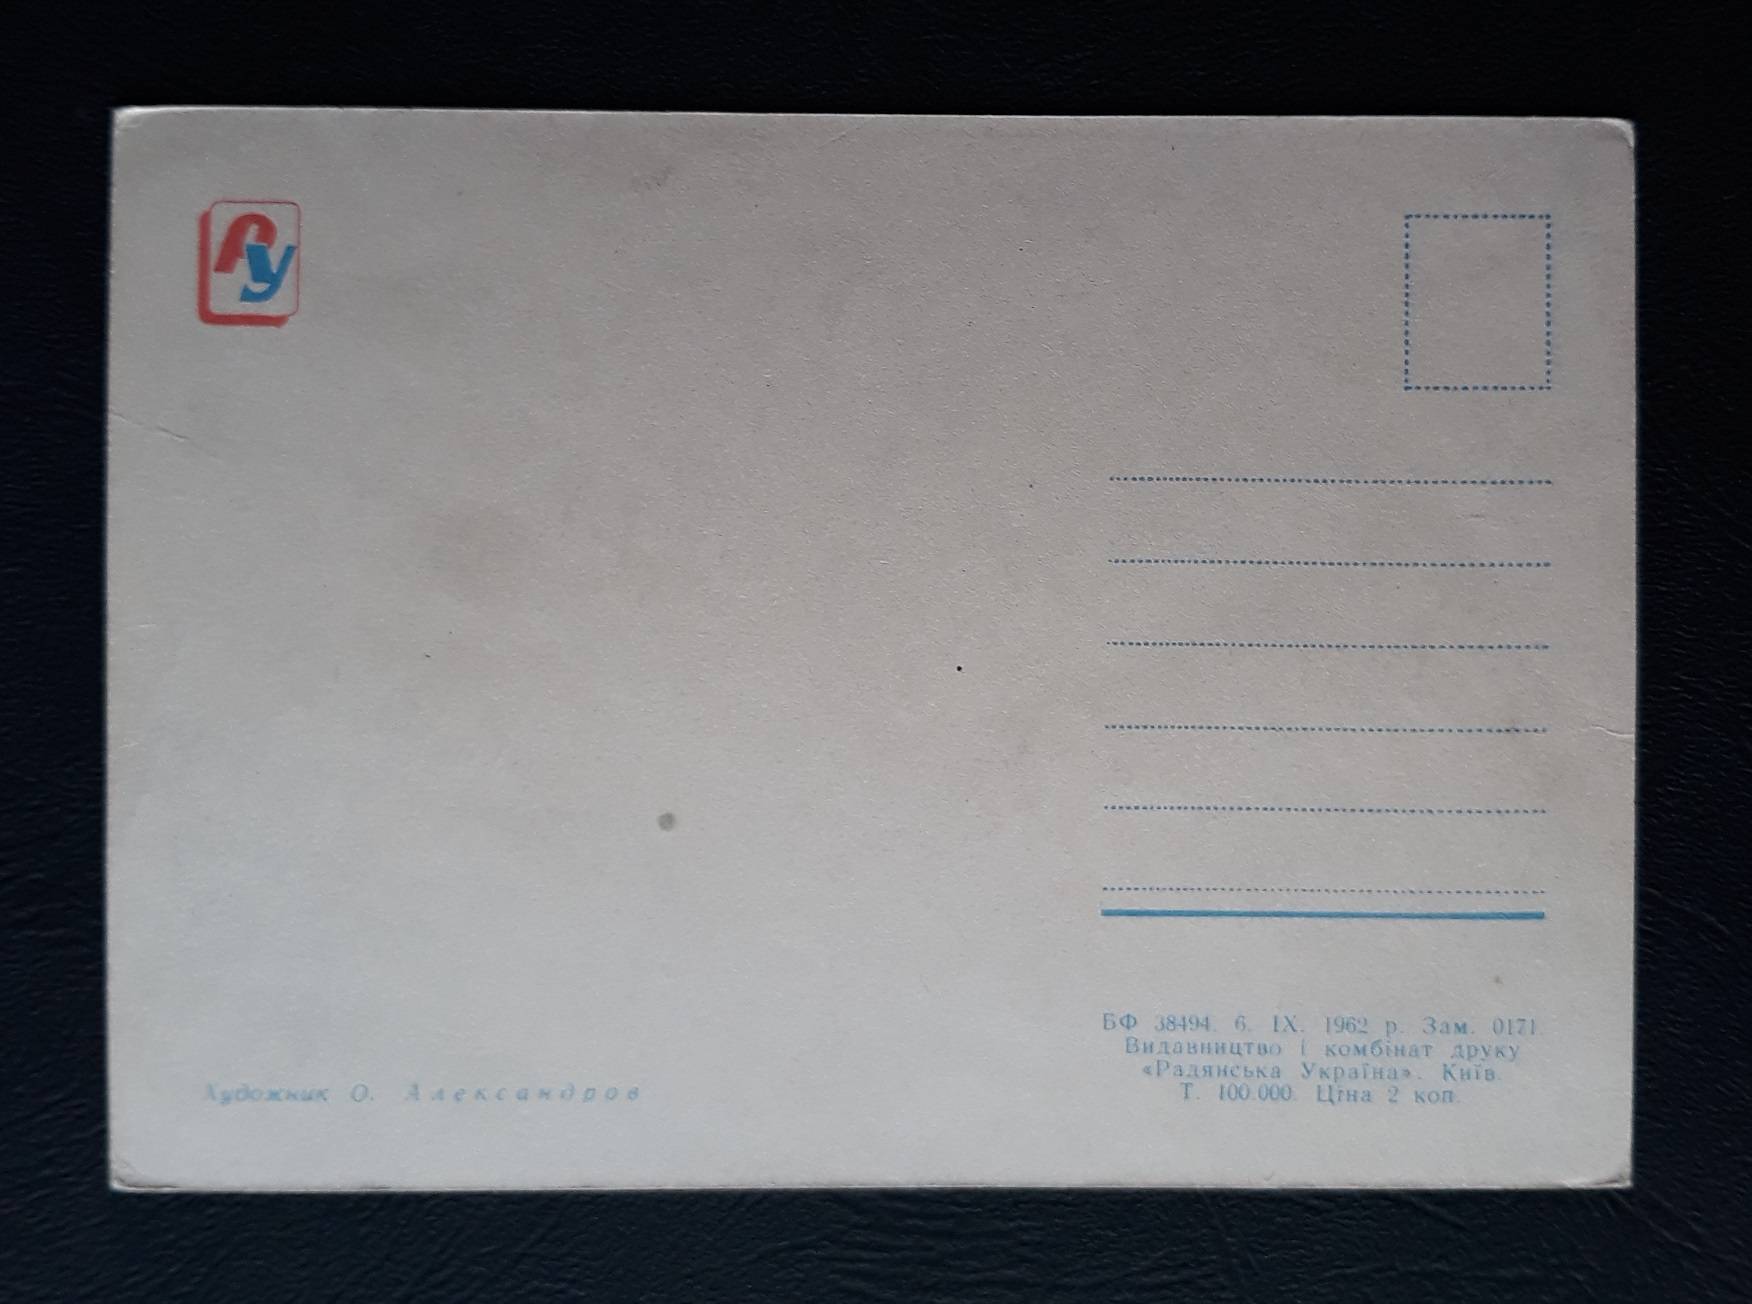 РУ
БФ 38494. 6. IX. 1962 р. Зам. 0171.
Видавництво і комбінат друку
«Радянська Україна». Київ.
Т. 100.000. Ціна 2 коп.
Художник О. Александров